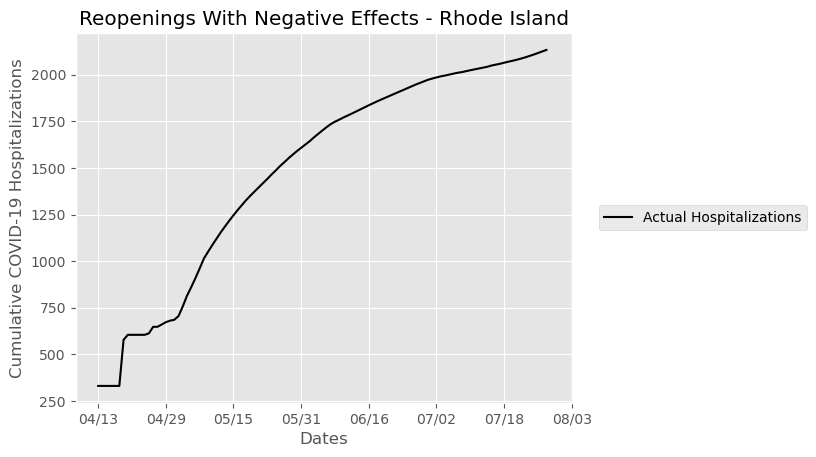 Reopenings With Negative Effects - Rhode Island
Cumulative COVID-19 Hospitalizations
2000
1750
1500
1250
1000
750
500
250
04/13 04/29 05/15 05/31 06/16 07/02 07/18 08/03
Dates
Actual Hospitalizations